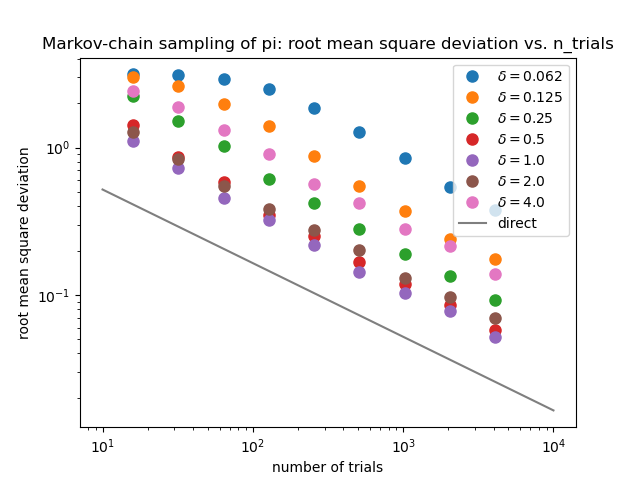 Markov-chain sampling of pi: root mean square deviation vs. n_trials
root mean square deviation
10⁰
10⁻¹
δ = 0.062
δ = 0.125
δ = 0.25
δ = 0.5
δ = 1.0
δ = 2.0
δ = 4.0
direct
10¹ 10² 10³ 10⁴
number of trials